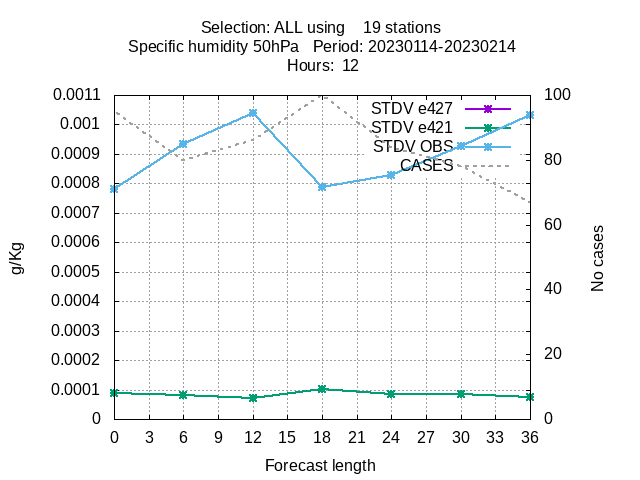 Selection: ALL using    19 stations
Specific humidity 50hPa   Period: 20230114-20230214
Hours:  12
0.0011
0.001
0.0009
0.0008
0.0007
0.0006
0.0005
0.0004
0.0003
0.0002
0.0001
0
100
80
60
40
20
0
STDV e427
STDV e421
STDV OBS
CASES
g/Kg
No cases
0 3 6 9 12 15 18 21 24 27 30 33 36
Forecast length